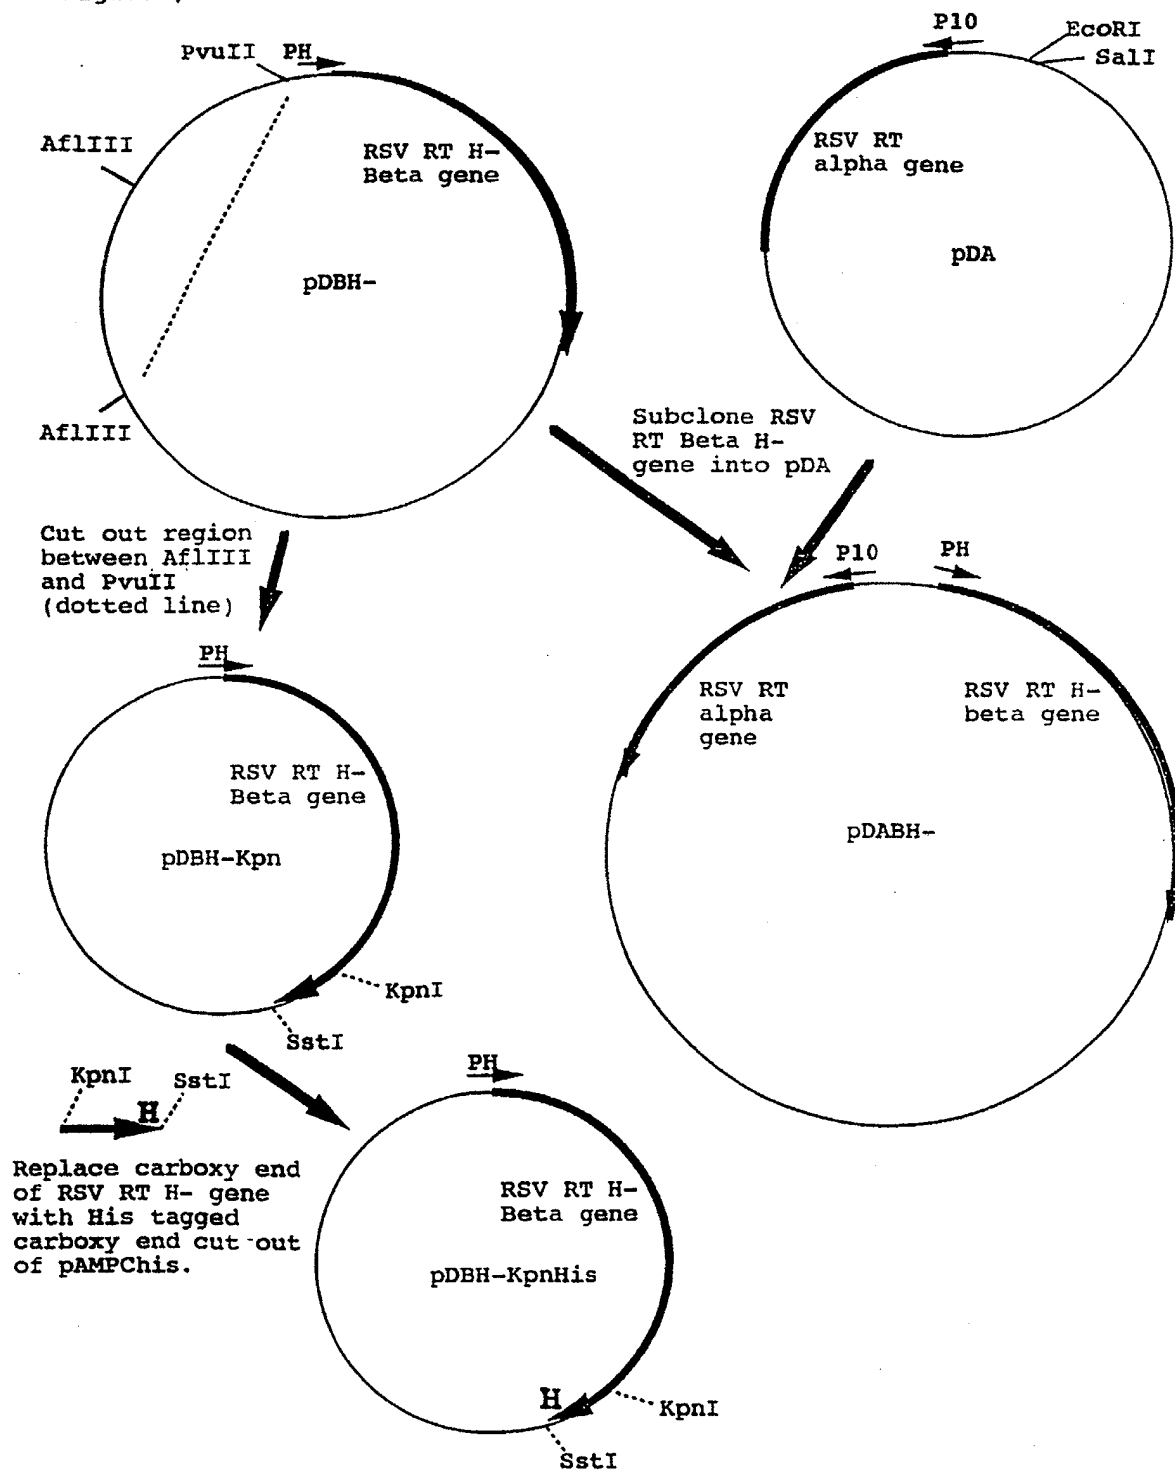 PvuII
PH
AflIII
RSV RT H-
Beta gene
pDBH-
AflIII
P10
EcoRI
SalI
RSV RT
alpha gene
pDA
Subclone RSV
RT Beta H-
gene into pDA
Cut out region
between AflIII
and PvuII
(dotted line)
PH
RSV RT H-
Beta gene
pDBH-Kpn
KpnI
SstI
P10
PH
RSV RT
alpha
gene
RSV RT H-
beta gene
pDABH-
KpnI
SstI
H
Replace carboxy end
of RSV RT H- gene
with His tagged
carboxy end cut out
of pAMPChis.
PH
RSV RT H-
Beta gene
pDBH-KpnHis
H
KpnI
SstI